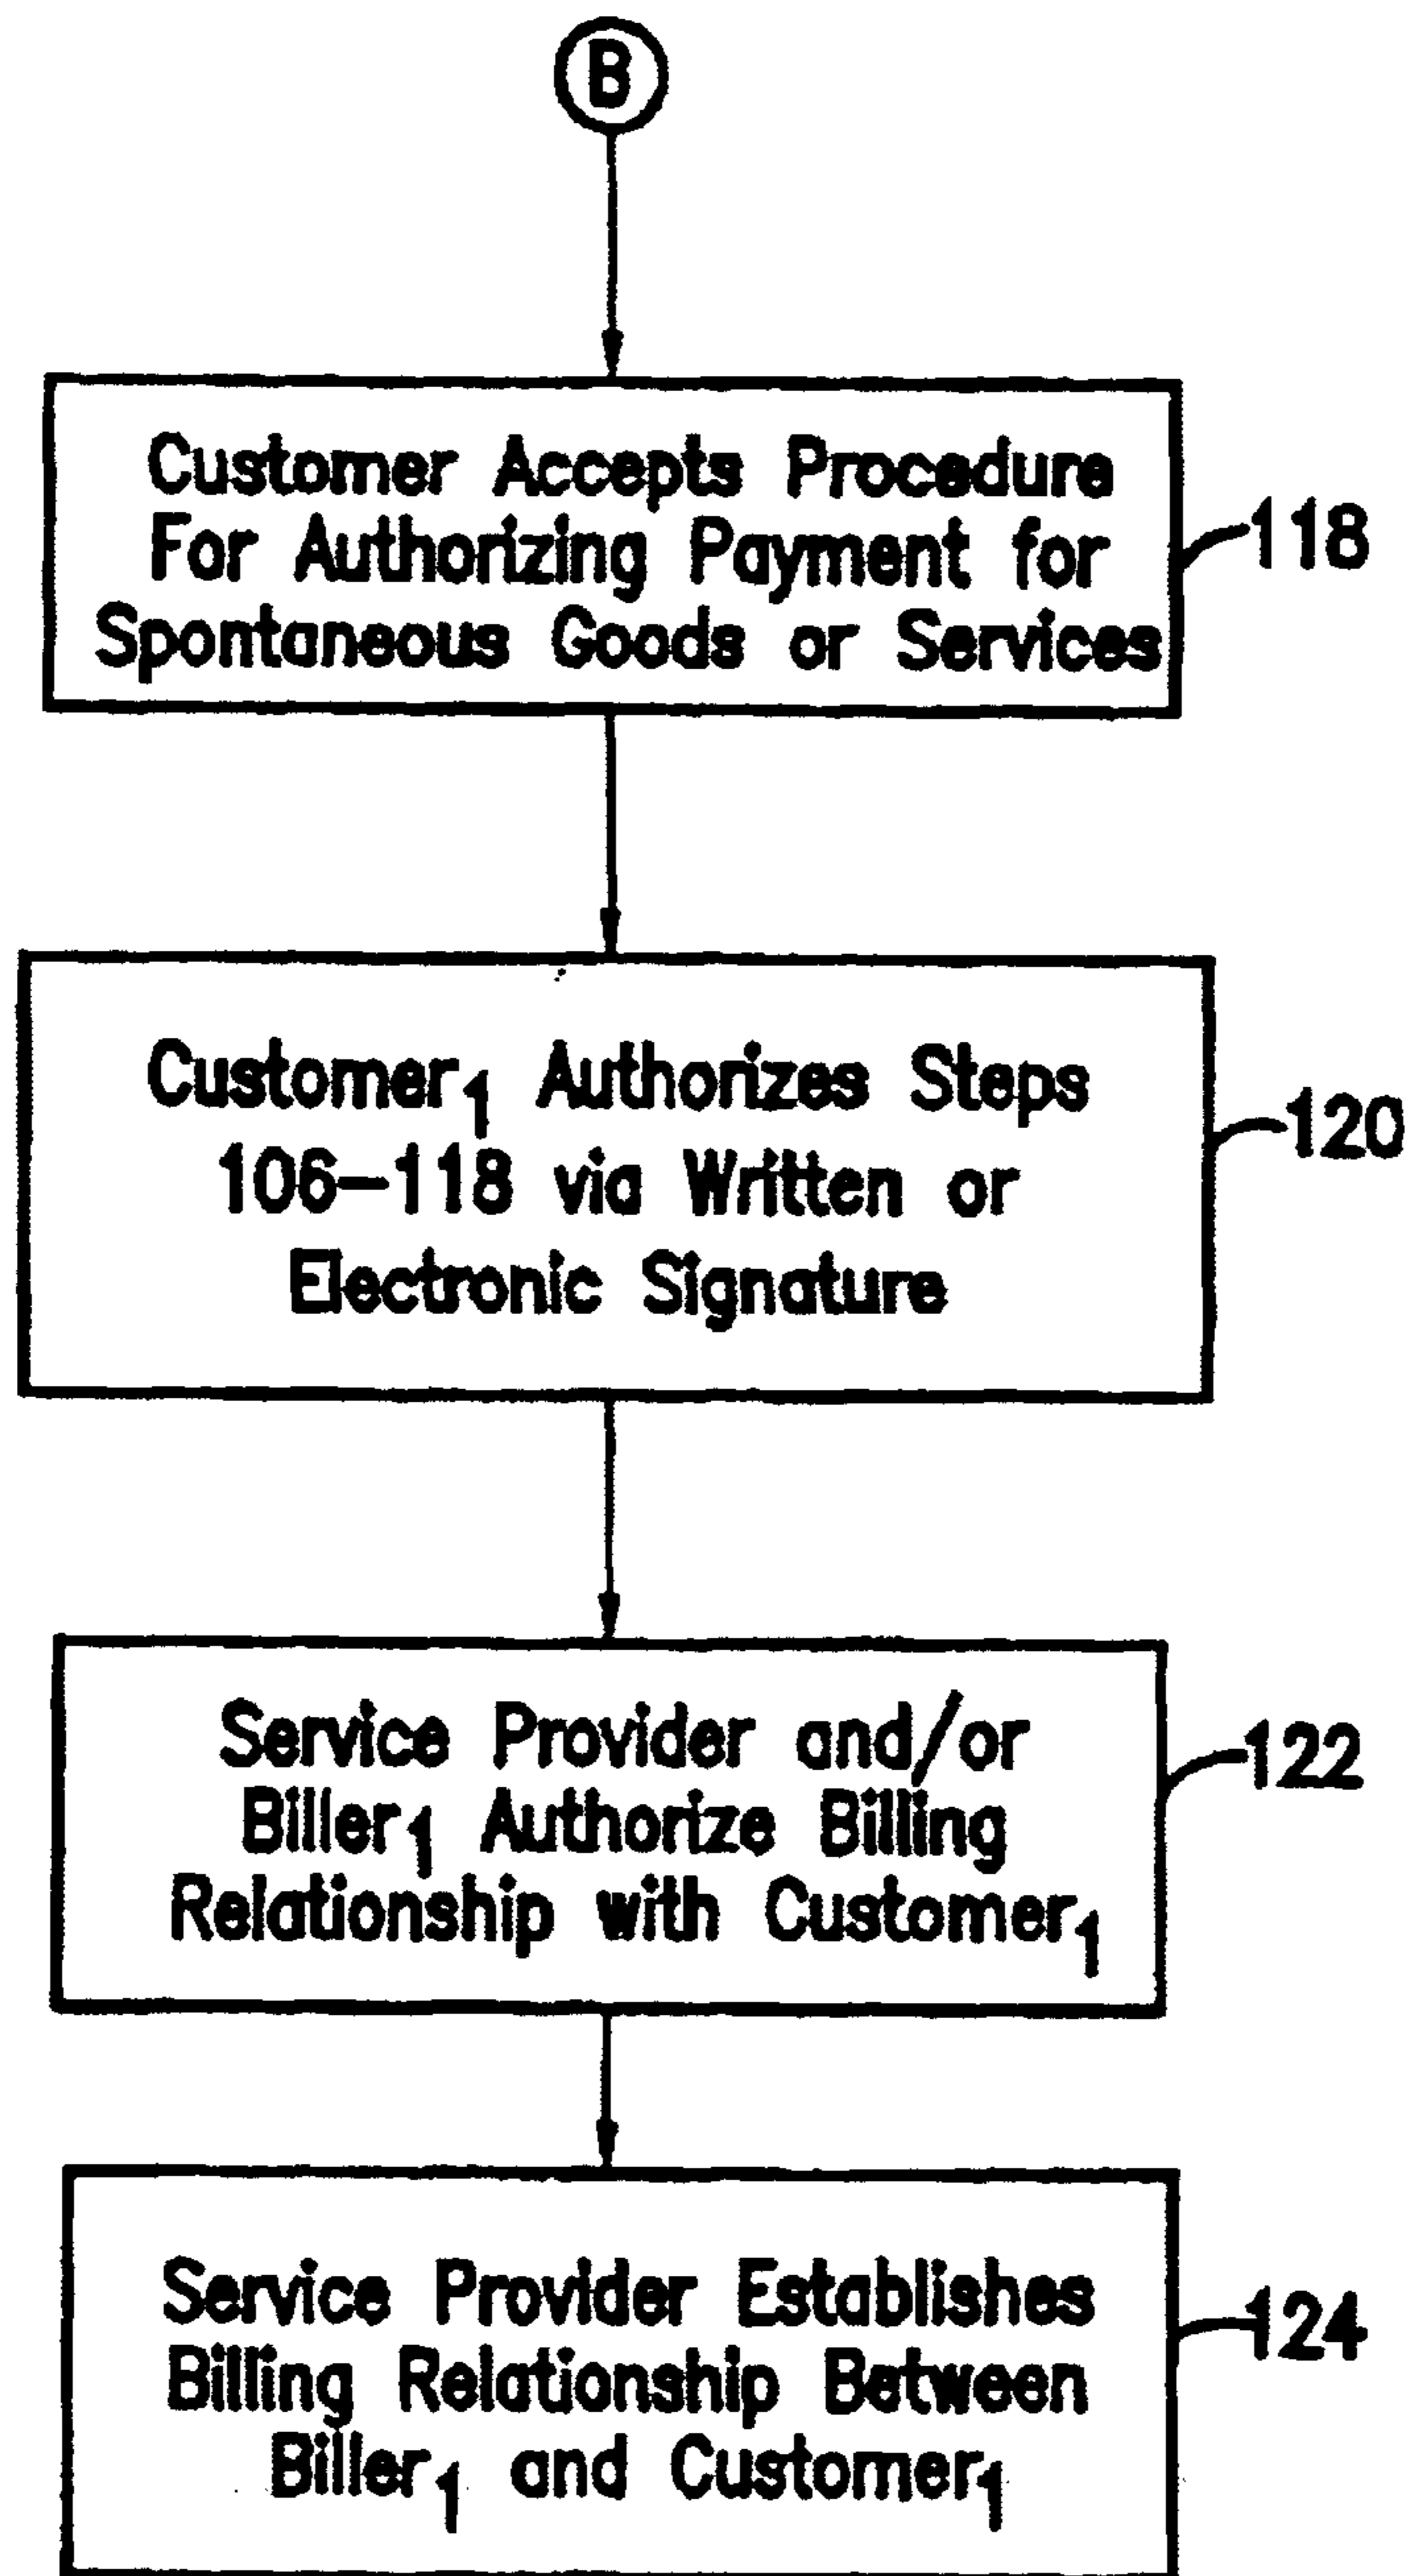 B
Customer Accepts Procedure
For Authorizing Payment for
Spontaneous Goods or Services
118
Customer1 Authorizes Steps
106-118 via Written or
Electronic Signature
120
Service Provider and/or
Biller1 Authorize Billing
Relationship with Customer1
122
Service Provider Establishes
Billing Relationship Between
Biller1 and Customer1
124